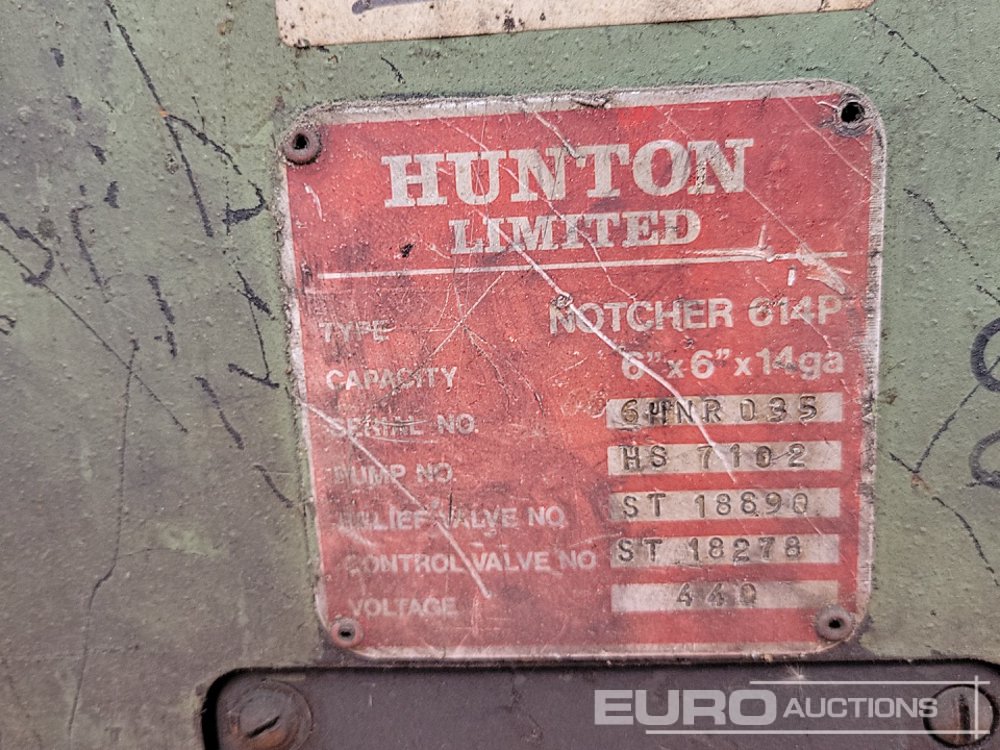 HUNTON
LIMITED
TYPE NOTCHER 614P
CAPACITY 6"x6"x14ga
SERIAL NO. 6HNR035
PUMP NO. HS 7102
RELIEF VALVE NO. ST 18890
CONTROL VALVE NO. ST 18278
VOLTAGE 440
EURO AUCTIONS